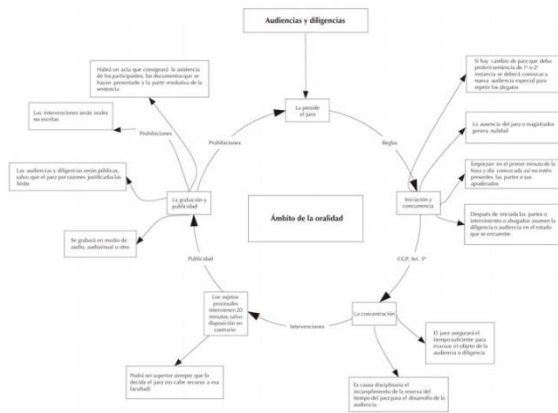 Audiencias y diligencias
Habrá un acta que consignará la asistencia
de los participantes, los documentos que se
hayan presentado y la parte resolutiva de la
sentencia
Las intervenciones serán orales
no escritas
Prohibiciones
Prohibiciones
La preside
el juez
Reglas
Si hay cambio de juez que deba
proferir sentencia de 1ª o 2ª
instancia se deberá convocar a
nueva audiencia especial para
repetir los alegatos
La ausencia del juez o magistrados
genera nulidad
Empiezan en el primer minuto de la
hora y día convocada así no estén
presentes las partes o sus
apoderados
Las audiencias y diligencias serán públicas,
salvo que el juez por razones justificadas las
limite
La grabación y
publicidad
Ámbito de la oralidad
Iniciación y
concurrencia
Después de iniciada las partes o
intervinientes o abogados asumen la
diligencia o audiencia en el estado
que se encuentre
Se grabará en medio de
audio, audiovisual u otro
Publicidad
CGP, Art. 5º
Los sujetos
procesales
intervienen 20
minutos, salvo
disposición en
contrario
Intervenciones
La concentración
El juez asegurará el
tiempo suficiente para
evacuar el objeto de la
audiencia o diligencia
Podrá ser superior siempre que lo
decida el juez (no cabe recurso a esa
facultad)
Es causa disciplinaria el
incumplimiento de la reserva del
tiempo del juez para el desarrollo de la
audiencia